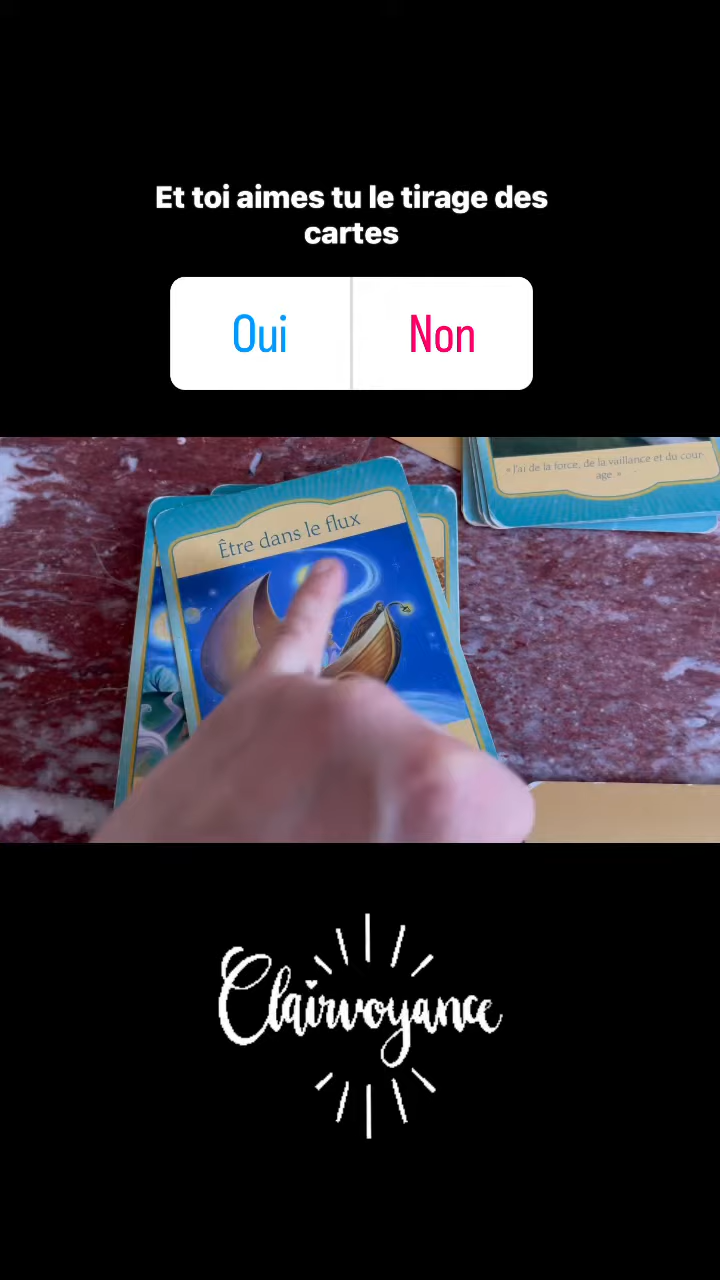 Et toi aimes tu le tirage des
cartes
Oui
Non
« J'ai de la force, de la vaillance et du cour-
age. »
Être dans le flux
Clairvoyance